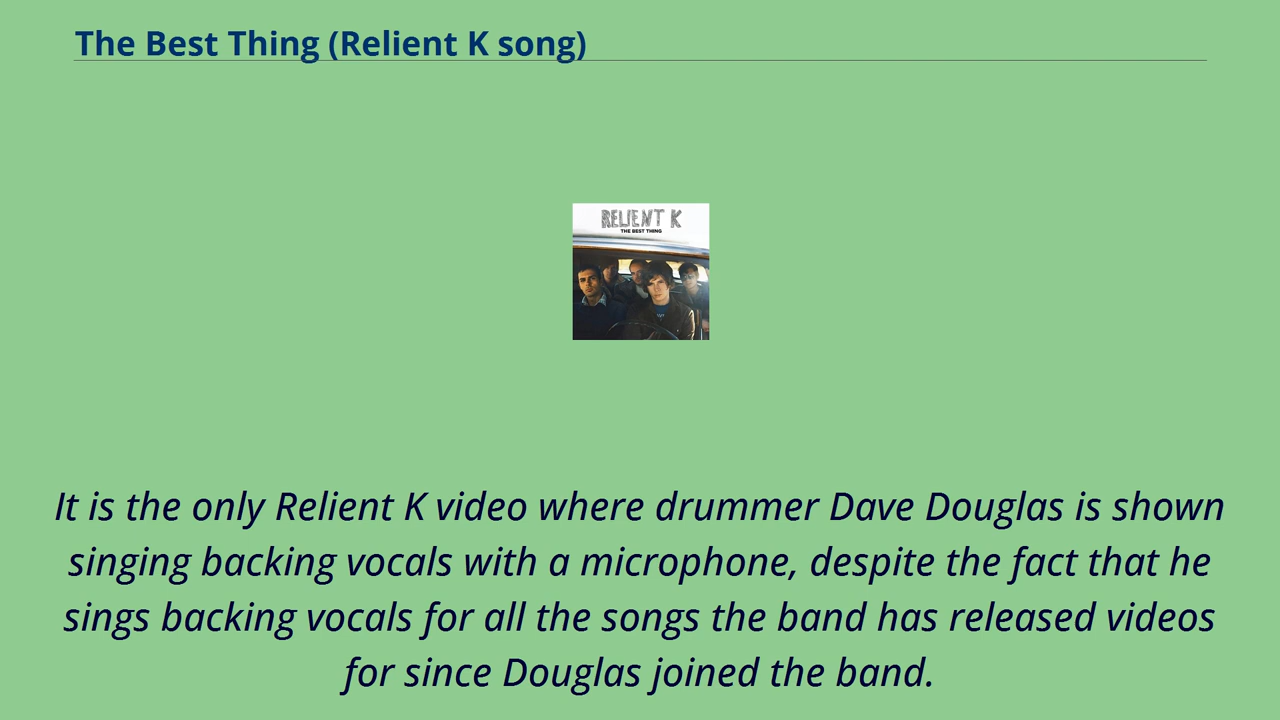 The Best Thing (Relient K song)
RELIENT K
THE BEST THING
It is the only Relient K video where drummer Dave Douglas is shown
singing backing vocals with a microphone, despite the fact that he
sings backing vocals for all the songs the band has released videos
for since Douglas joined the band.